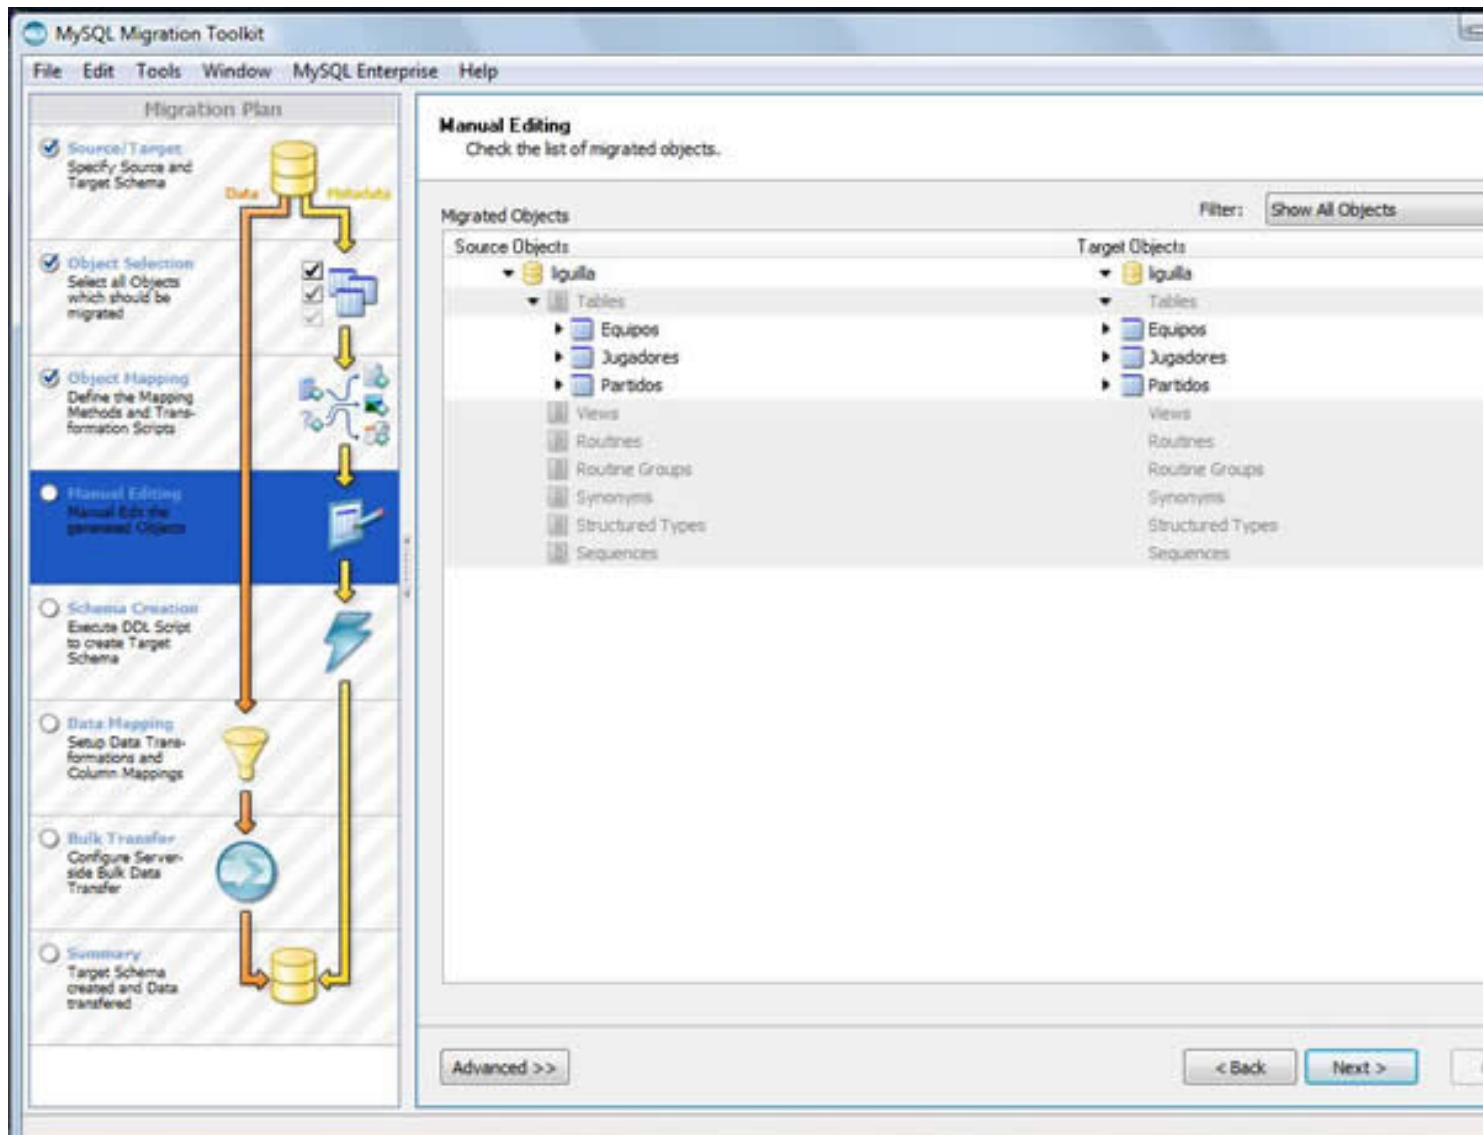 MySQL Migration Toolkit
File Edit Tools Window MySQL Enterprise Help
Migration Plan
Source/Target
Specify Source and
Target Schema
Data
Metadata
Object Selection
Select all Objects
which should be
migrated
Object Mapping
Define the Mapping
Methods and Trans-
formation Scripts
Manual Editing
Manual Edit the
generated Objects
Schema Creation
Execute DDL Script
to create Target
Schema
Data Mapping
Setup Data Trans-
formations and
Column Mappings
Bulk Transfer
Configure Server-
side Bulk Data
Transfer
Summary
Target Schema
created and Data
transfered
Manual Editing
Check the list of migrated objects.
Migrated Objects
Filter: Show All Objects
Source Objects Target Objects
liguilla liguilla
Tables Tables
Equipos Equipos
Jugadores Jugadores
Partidos Partidos
Views Views
Routines Routines
Routine Groups Routine Groups
Synonyms Synonyms
Structured Types Structured Types
Sequences Sequences
Advanced >> < Back Next >